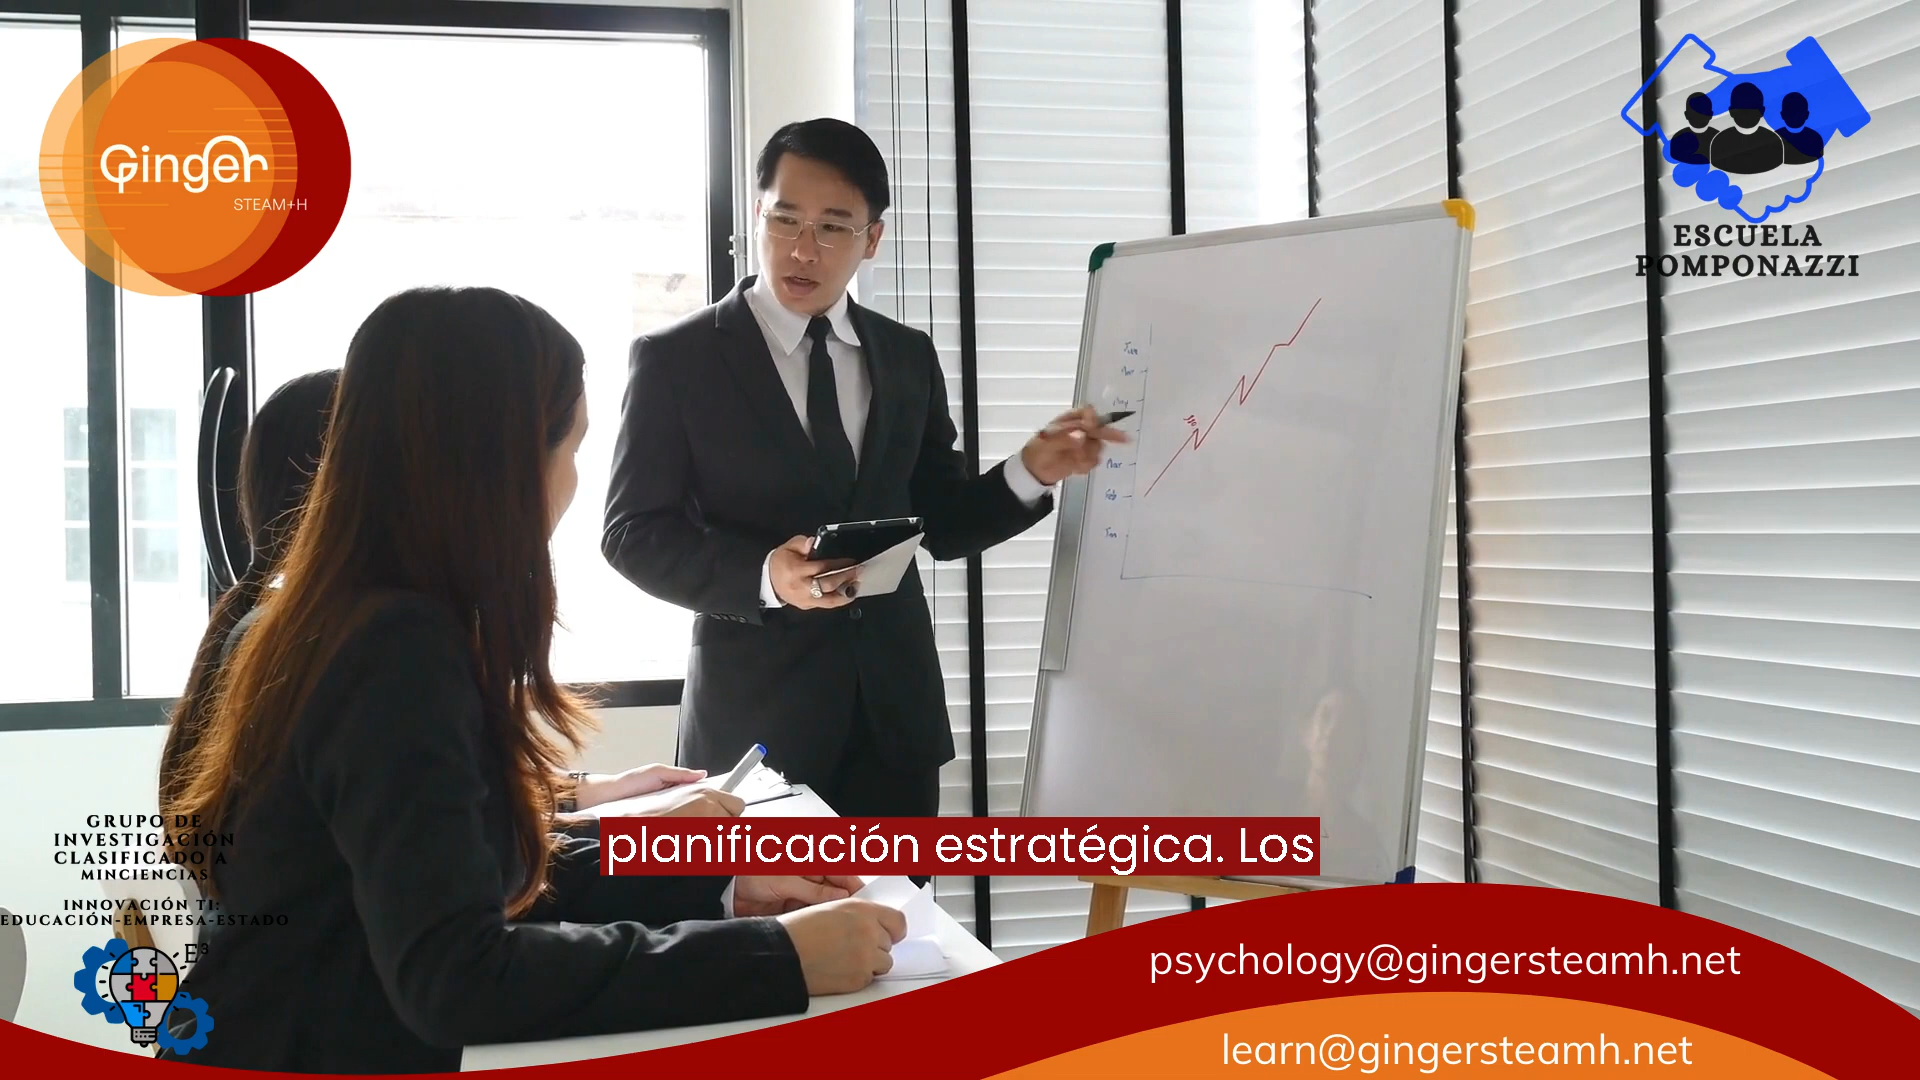 Ginger
STEAM+H
ESCUELA
POMPONAZZI
GRUPO DE
INVESTIGACIÓN
CLASIFICADO A
MINCIENCIAS
INNOVACIÓN TI:
EDUCACIÓN-EMPRESA-ESTADO
E³
planificación estratégica. Los
psychology@gingersteamh.net
learn@gingersteamh.net